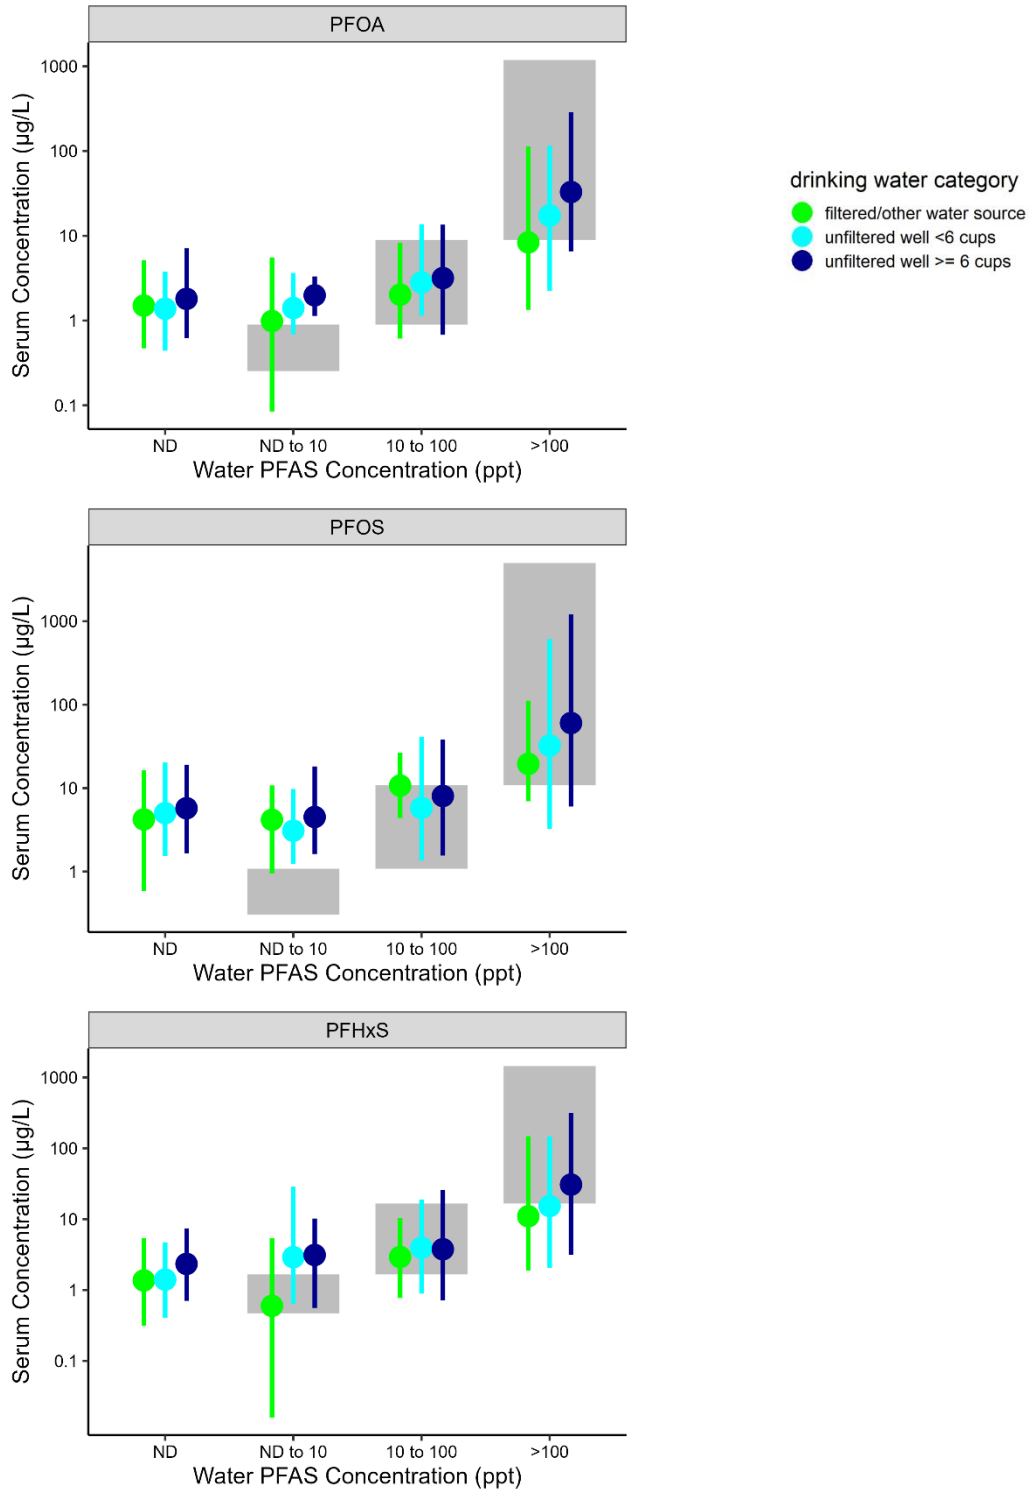 PFOA
1000
100
10
1
0.1
Serum Concentration (µg/L)
ND
ND to 10
10 to 100
>100
Water PFAS Concentration (ppt)
drinking water category
filtered/other water source
unfiltered well <6 cups
unfiltered well >= 6 cups
PFOS
1000
100
10
1
Serum Concentration (µg/L)
ND
ND to 10
10 to 100
>100
Water PFAS Concentration (ppt)
PFHxS
1000
100
10
1
0.1
Serum Concentration (µg/L)
ND
ND to 10
10 to 100
>100
Water PFAS Concentration (ppt)